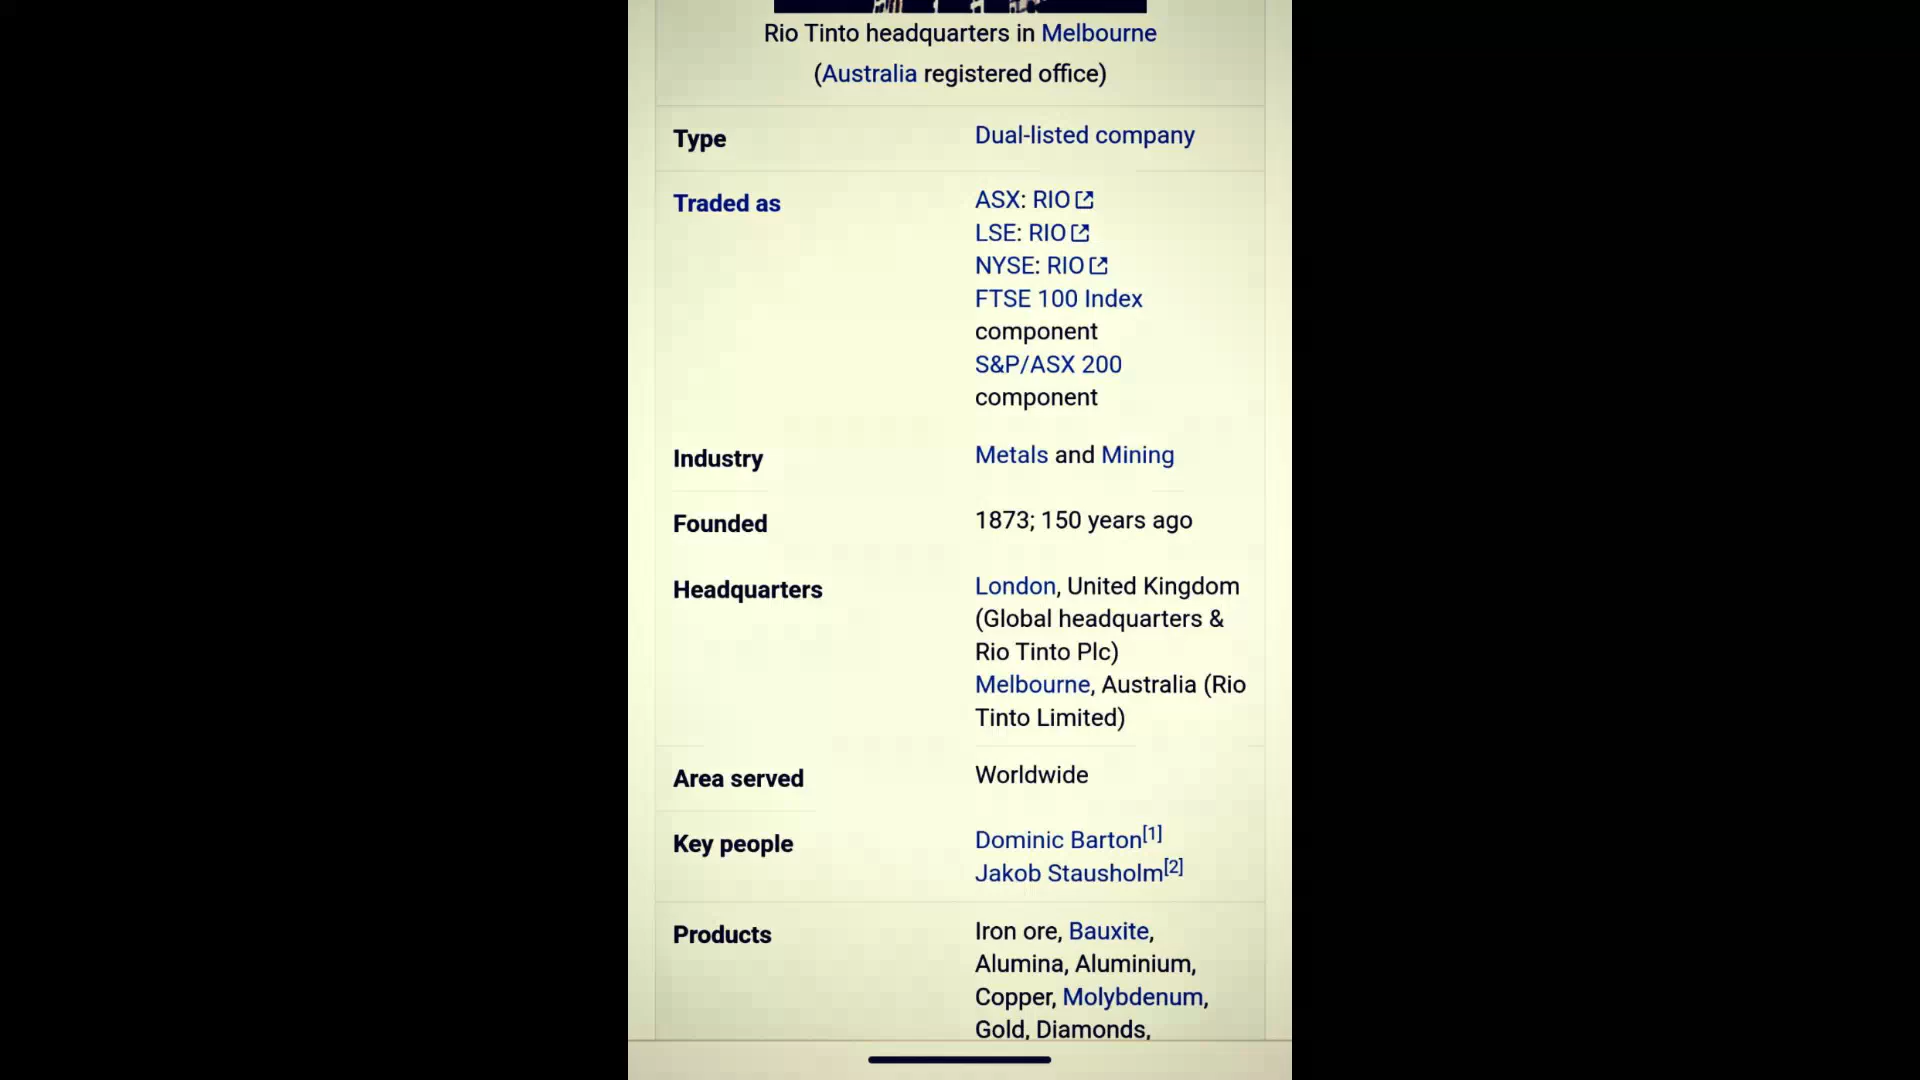 Rio Tinto headquarters in Melbourne
(Australia registered office)
Type
Dual-listed company
Traded as
ASX: RIO
LSE: RIO
NYSE: RIO
FTSE 100 Index
component
S&P/ASX 200
component
Industry
Metals and Mining
Founded
1873; 150 years ago
Headquarters
London, United Kingdom
(Global headquarters &
Rio Tinto Plc)
Melbourne, Australia (Rio
Tinto Limited)
Area served
Worldwide
Key people
Dominic Barton[1]
Jakob Stausholm[2]
Products
Iron ore, Bauxite,
Alumina, Aluminium,
Copper, Molybdenum,
Gold, Diamonds,